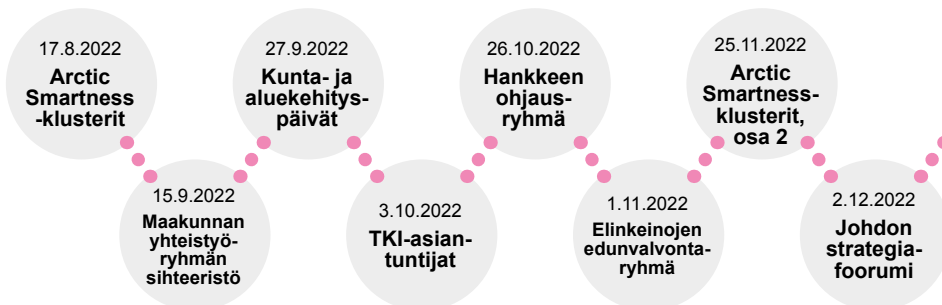 17.8.2022
Arctic
Smartness
-klusterit
15.9.2022
Maakunnan
yhteistyö-
ryhmän
sihteeristö
27.9.2022
Kunta- ja
aluekehitys-
päivät
3.10.2022
TKI-asian-
tuntijat
26.10.2022
Hankkeen
ohjaus-
ryhmä
1.11.2022
Elinkeinojen
edunvalvonta-
ryhmä
25.11.2022
Arctic
Smartness-
klusterit,
osa 2
2.12.2022
Johdon
strategia-
foorumi